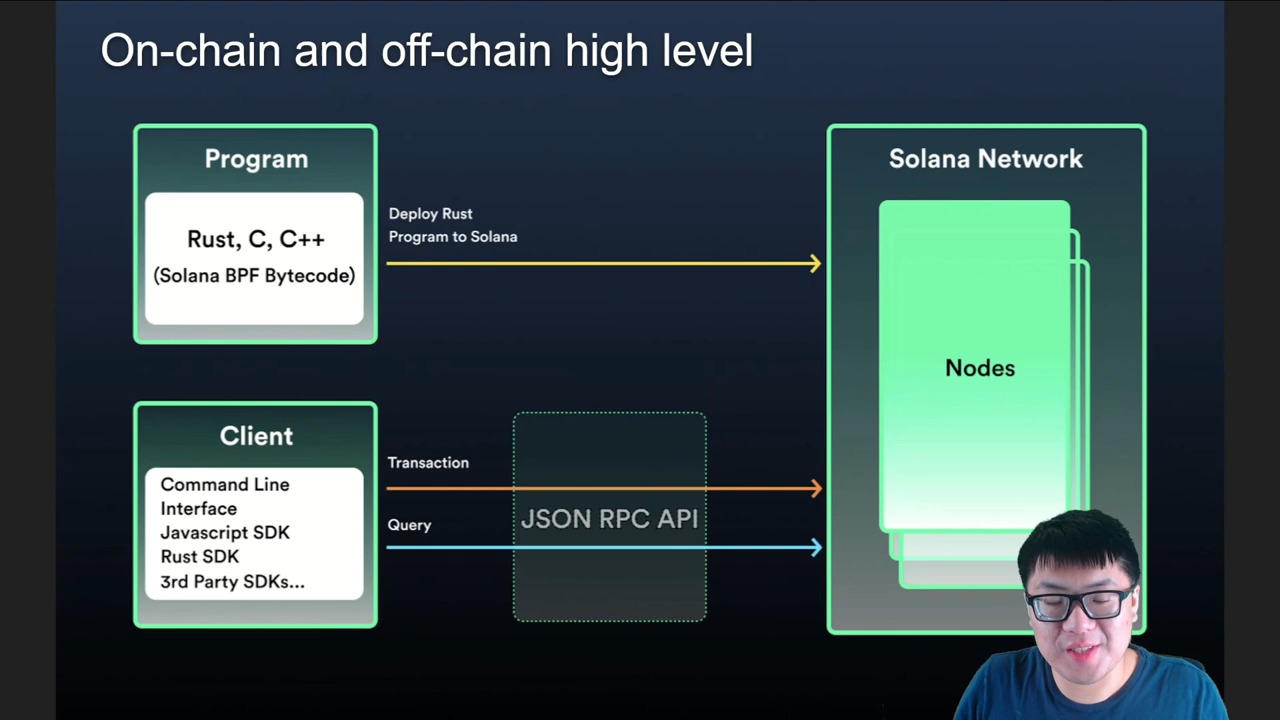 On-chain and off-chain high level
Program
Rust, C, C++
(Solana BPF Bytecode)
Deploy Rust
Program to Solana
Solana Network
Nodes
Client
Command Line
Interface
Javascript SDK
Rust SDK
3rd Party SDKs...
Transaction
JSON RPC API
Query